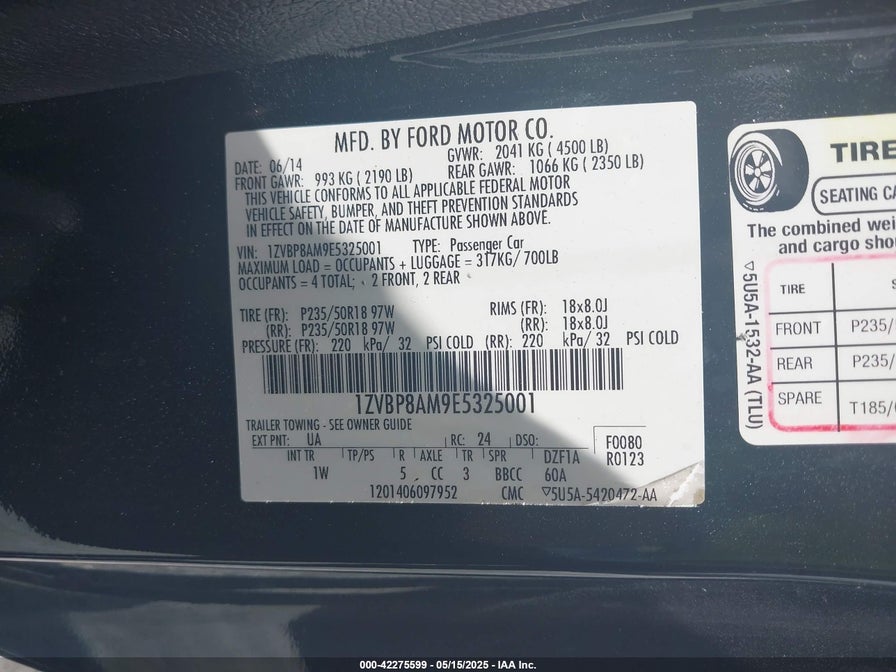 MFD. BY FORD MOTOR CO.
DATE: 06/14 GVWR: 2041 KG ( 4500 LB)
FRONT GAWR: 993 KG ( 2190 LB) REAR GAWR: 1066 KG ( 2350 LB)
THIS VEHICLE CONFORMS TO ALL APPLICABLE FEDERAL MOTOR
VEHICLE SAFETY, BUMPER, AND THEFT PREVENTION STANDARDS
IN EFFECT ON THE DATE OF MANUFACTURE SHOWN ABOVE.
VIN: 1ZVBP8AM9E5325001 TYPE: Passenger Car
MAXIMUM LOAD = OCCUPANTS + LUGGAGE = 317KG/ 700LB
OCCUPANTS = 4 TOTAL; 2 FRONT, 2 REAR
TIRE (FR): P235/50R18 97W RIMS (FR): 18x8.0J
(RR): P235/50R18 97W (RR): 18x8.0J
PRESSURE (FR): 220 kPa/ 32 PSI COLD (RR): 220 kPa/ 32 PSI COLD
1ZVBP8AM9E5325001
TRAILER TOWING - SEE OWNER GUIDE
EXT PNT: UA RC: 24 DSO: F0080
INT TR TP/PS R AXLE TR SPR DZF1A R0123
1W 5 CC 3 BBCC 60A
1201406097952 CMC ▽5U5A-5420472-AA
TIRE
SEATING CA
The combined wei
and cargo sho
TIRE S
FRONT P235/
REAR P235/
SPARE T185/
▽5U5A-1532-AA (TLU)
000-42275599 - 05/15/2025 - IAA Inc.